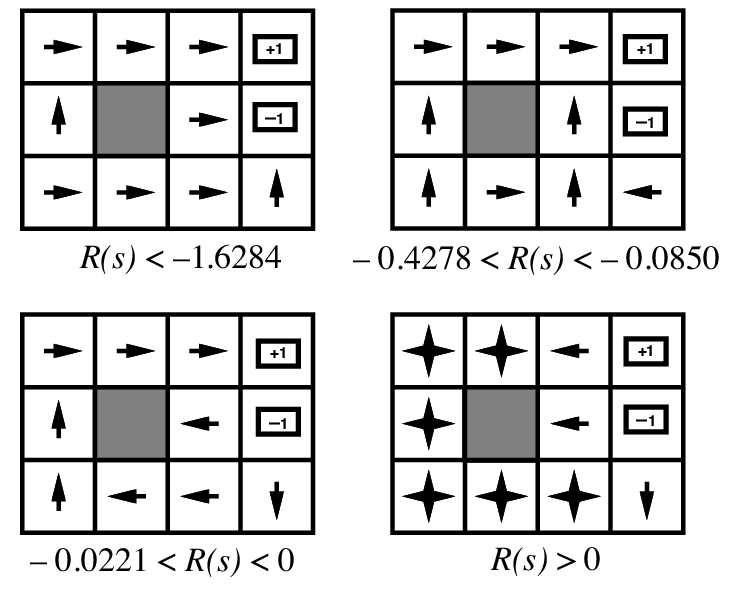 +1
−1
R(s) < −1.6284
+1
−1
− 0.4278 < R(s) < − 0.0850
+1
−1
− 0.0221 < R(s) < 0
+1
−1
R(s) > 0